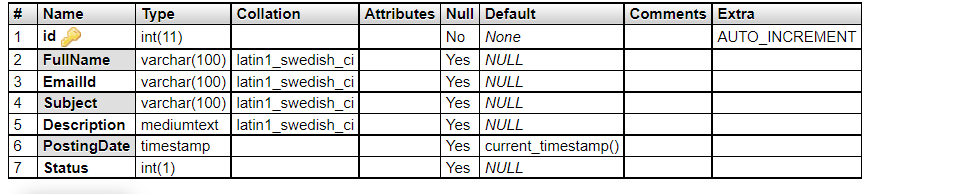 # Name Type Collation Attributes Null Default Comments Extra
1 id int(11) No None AUTO_INCREMENT
2 FullName varchar(100) latin1_swedish_ci Yes NULL
3 EmailId varchar(100) latin1_swedish_ci Yes NULL
4 Subject varchar(100) latin1_swedish_ci Yes NULL
5 Description mediumtext latin1_swedish_ci Yes NULL
6 PostingDate timestamp Yes current_timestamp()
7 Status int(1) Yes NULL